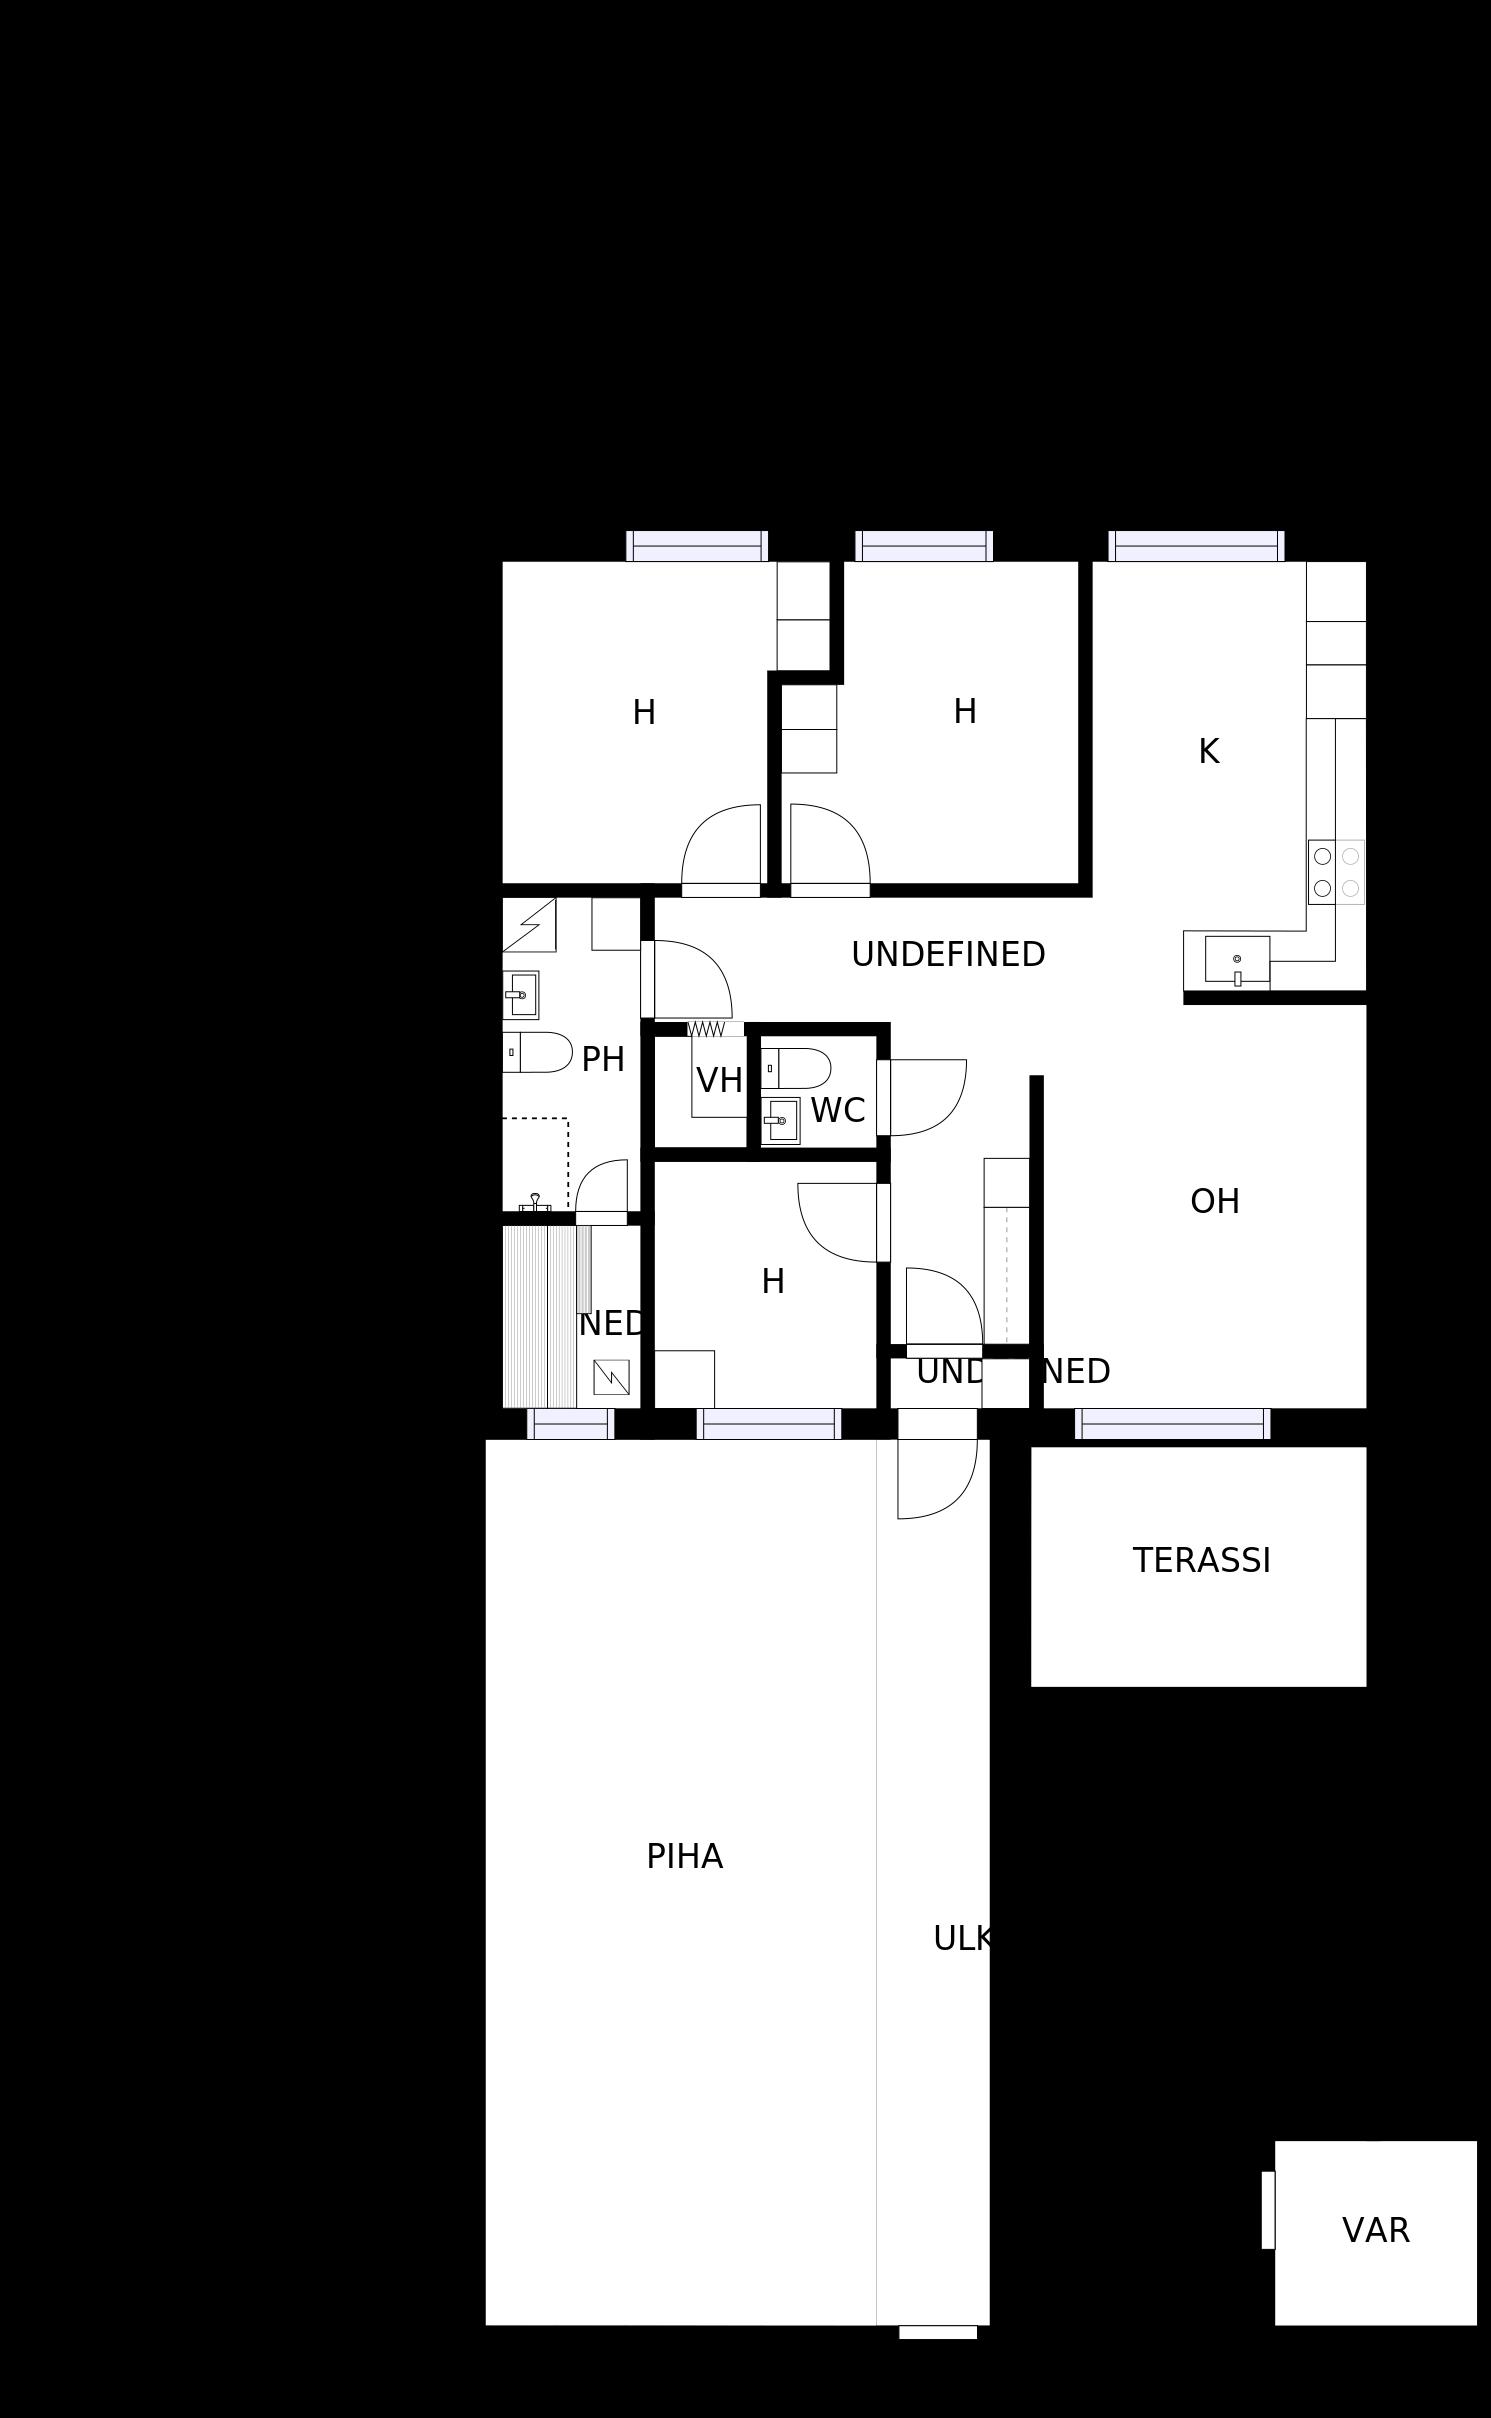 H
H
K
UNDEFINED
PH
VH
WC
OH
H
NED
UND NED
TERASSI
PIHA
ULK
VAR